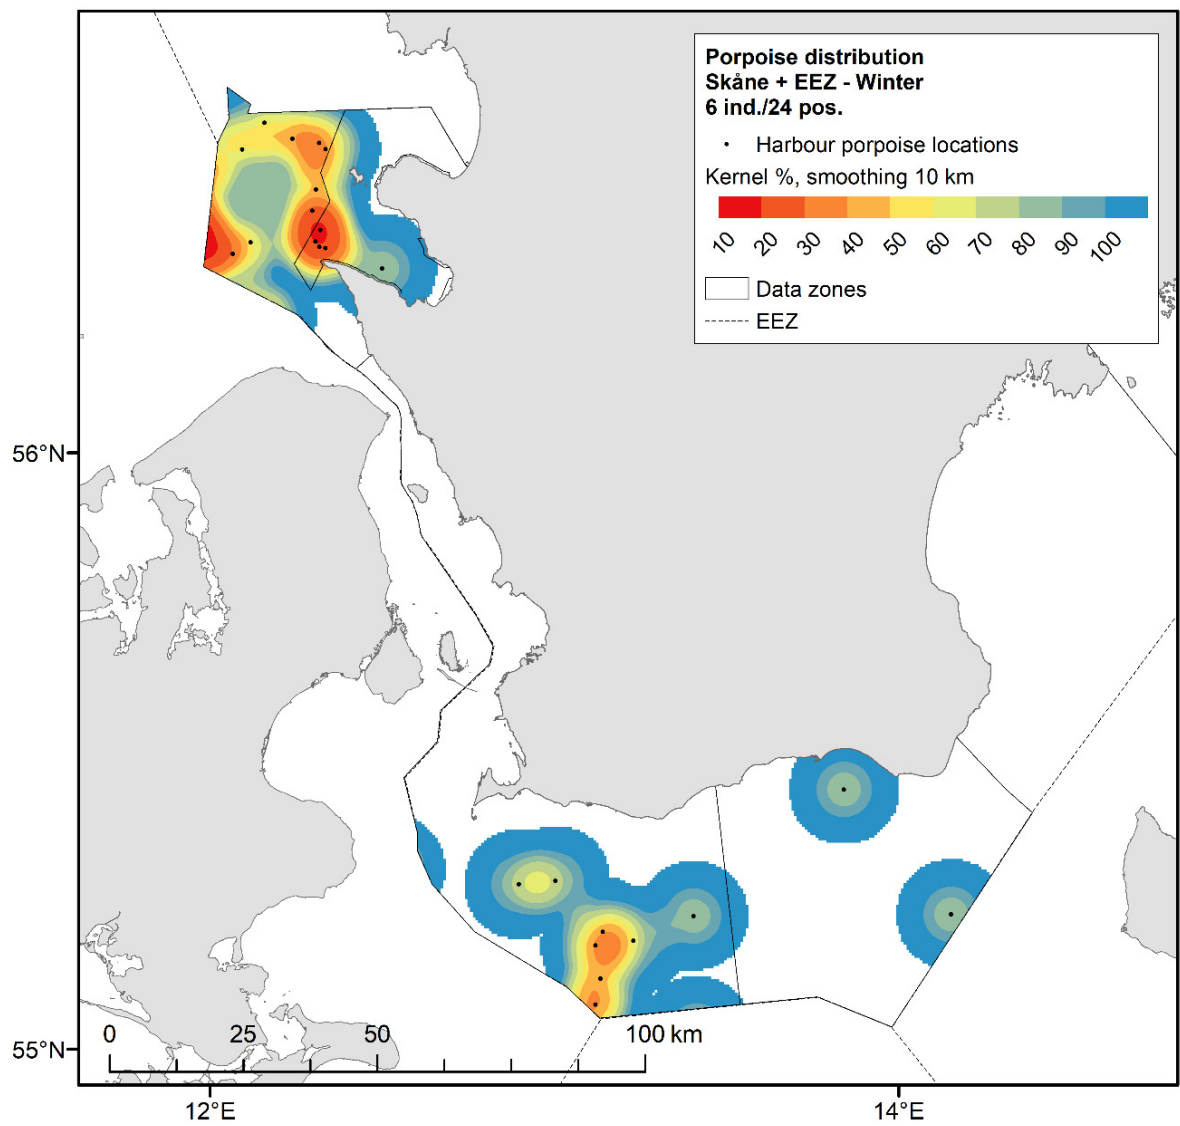 Porpoise distribution
Skåne + EEZ - Winter
6 ind./24 pos.
Harbour porpoise locations
Kernel %, smoothing 10 km
10 20 30 40 50 60 70 80 90 100
Data zones
EEZ
56°N
55°N
0 25 50 100 km
12°E 14°E